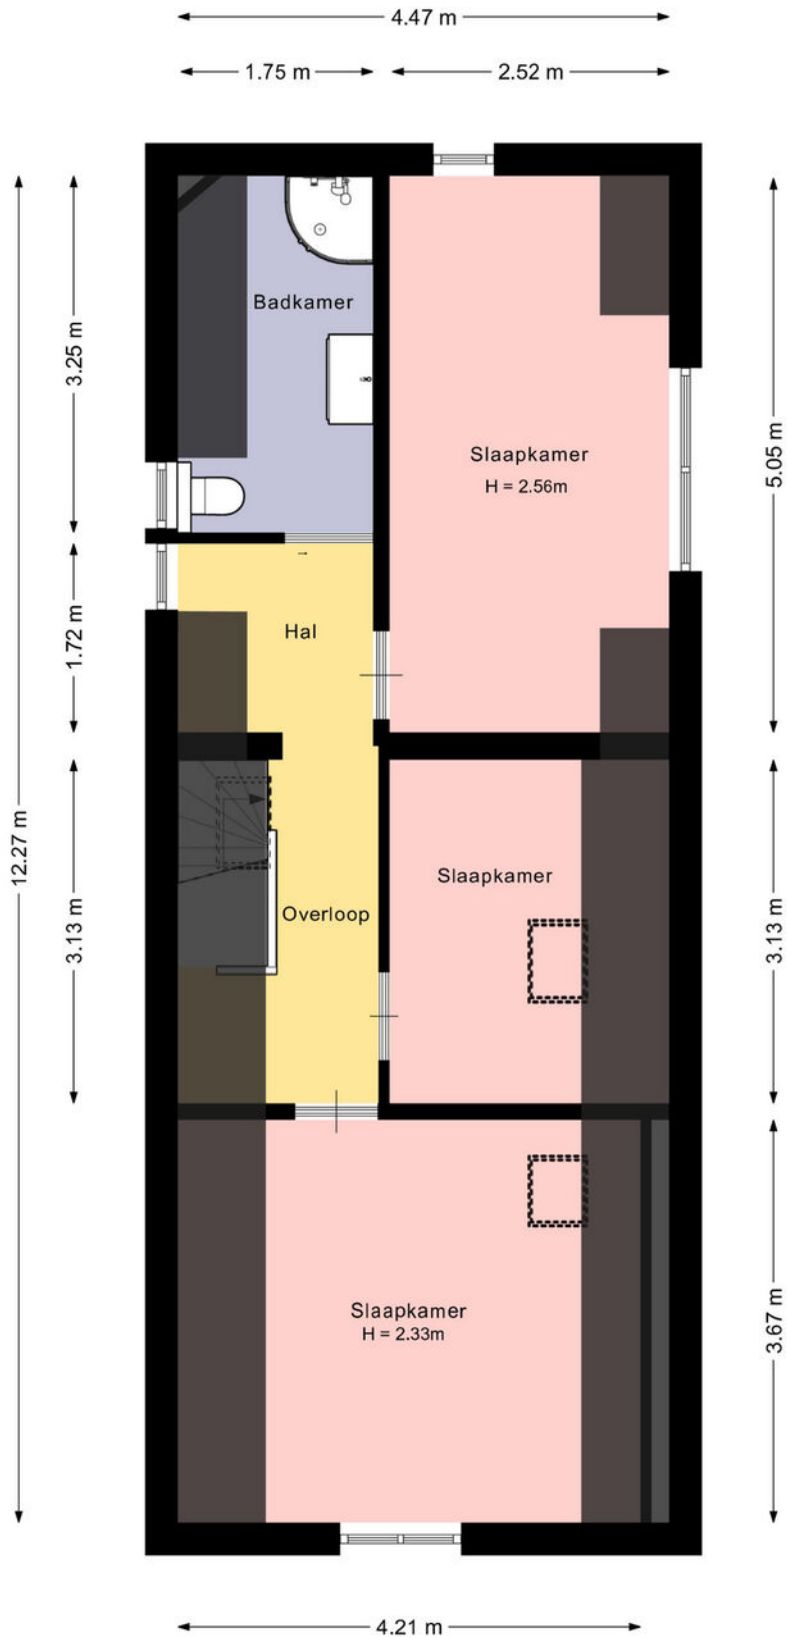 4.47 m
1.75 m
2.52 m
Badkamer
3.25 m
5.05 m
Slaapkamer
H = 2.56m
Hal
1.72 m
12.27 m
Slaapkamer
Overloop
3.13 m
3.13 m
Slaapkamer
H = 2.33m
3.67 m
4.21 m